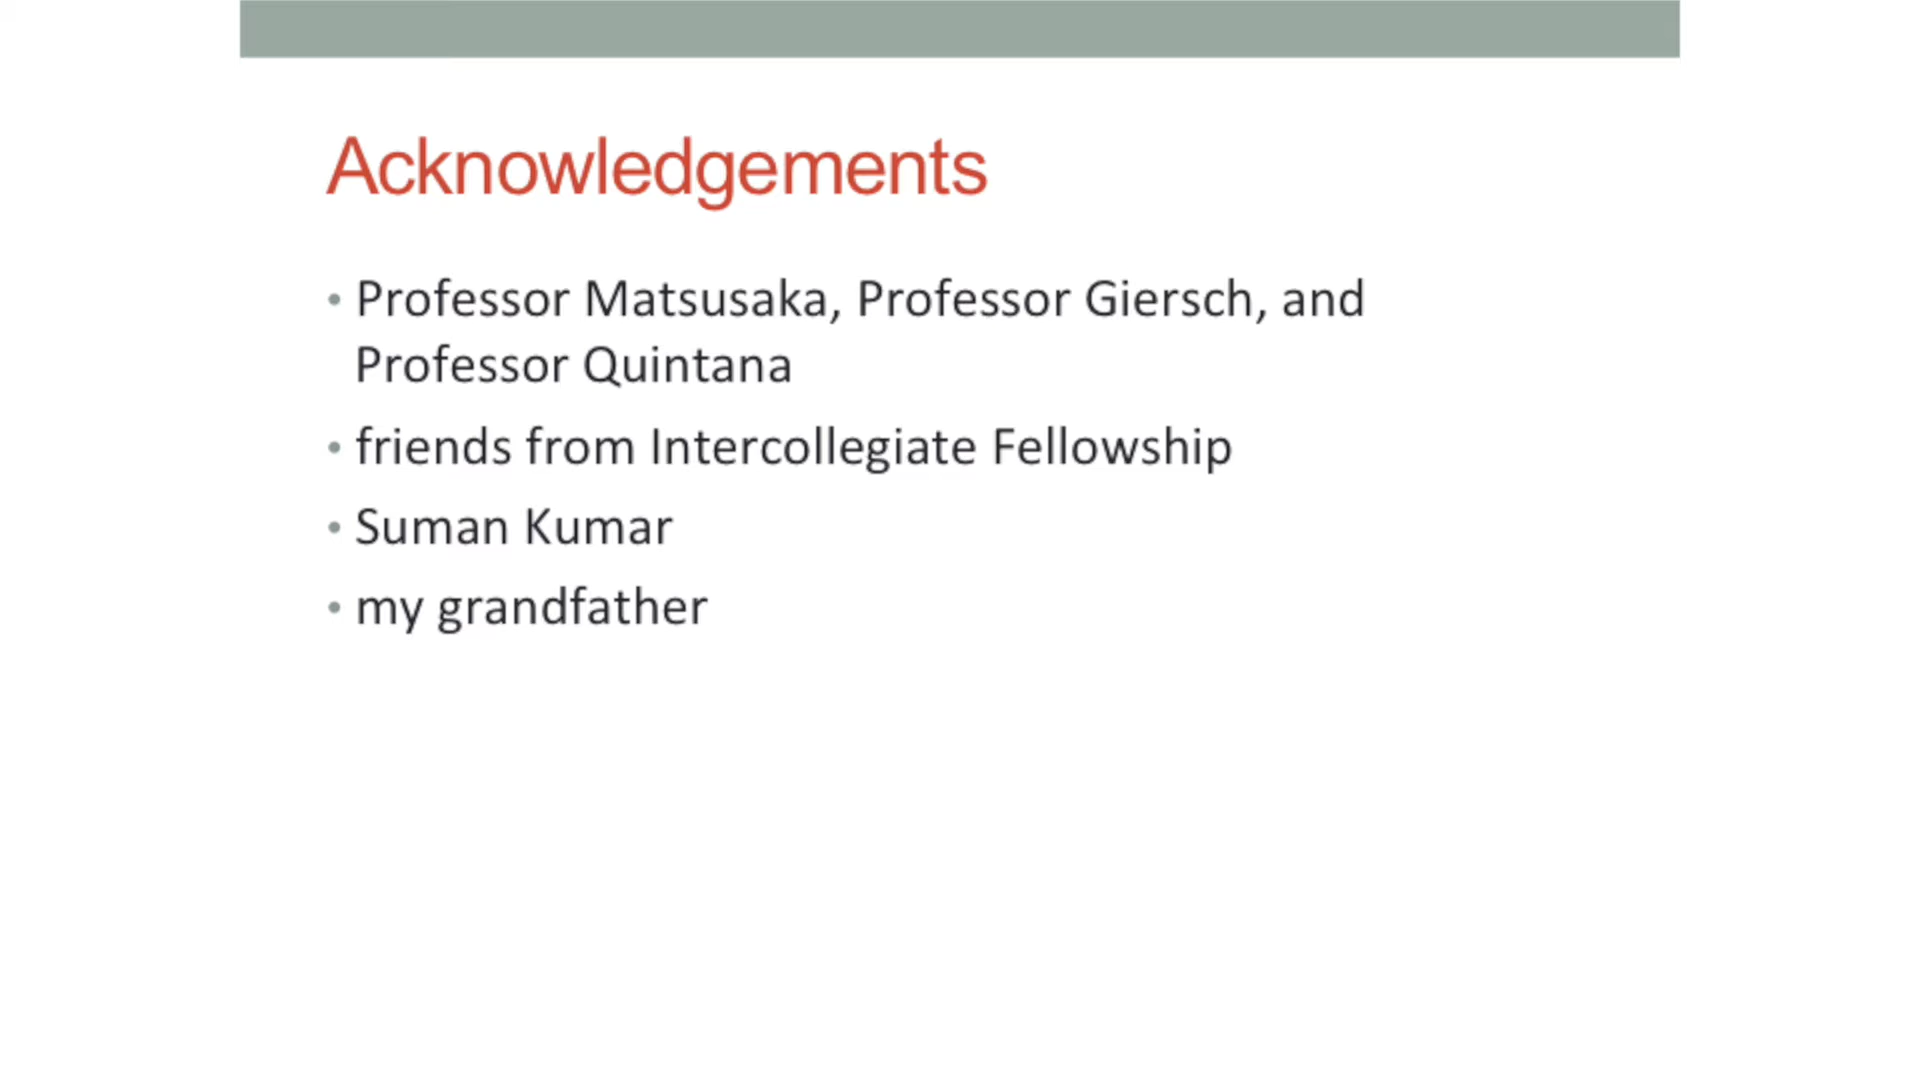 Acknowledgements
• Professor Matsusaka, Professor Giersch, and
Professor Quintana
• friends from Intercollegiate Fellowship
• Suman Kumar
• my grandfather